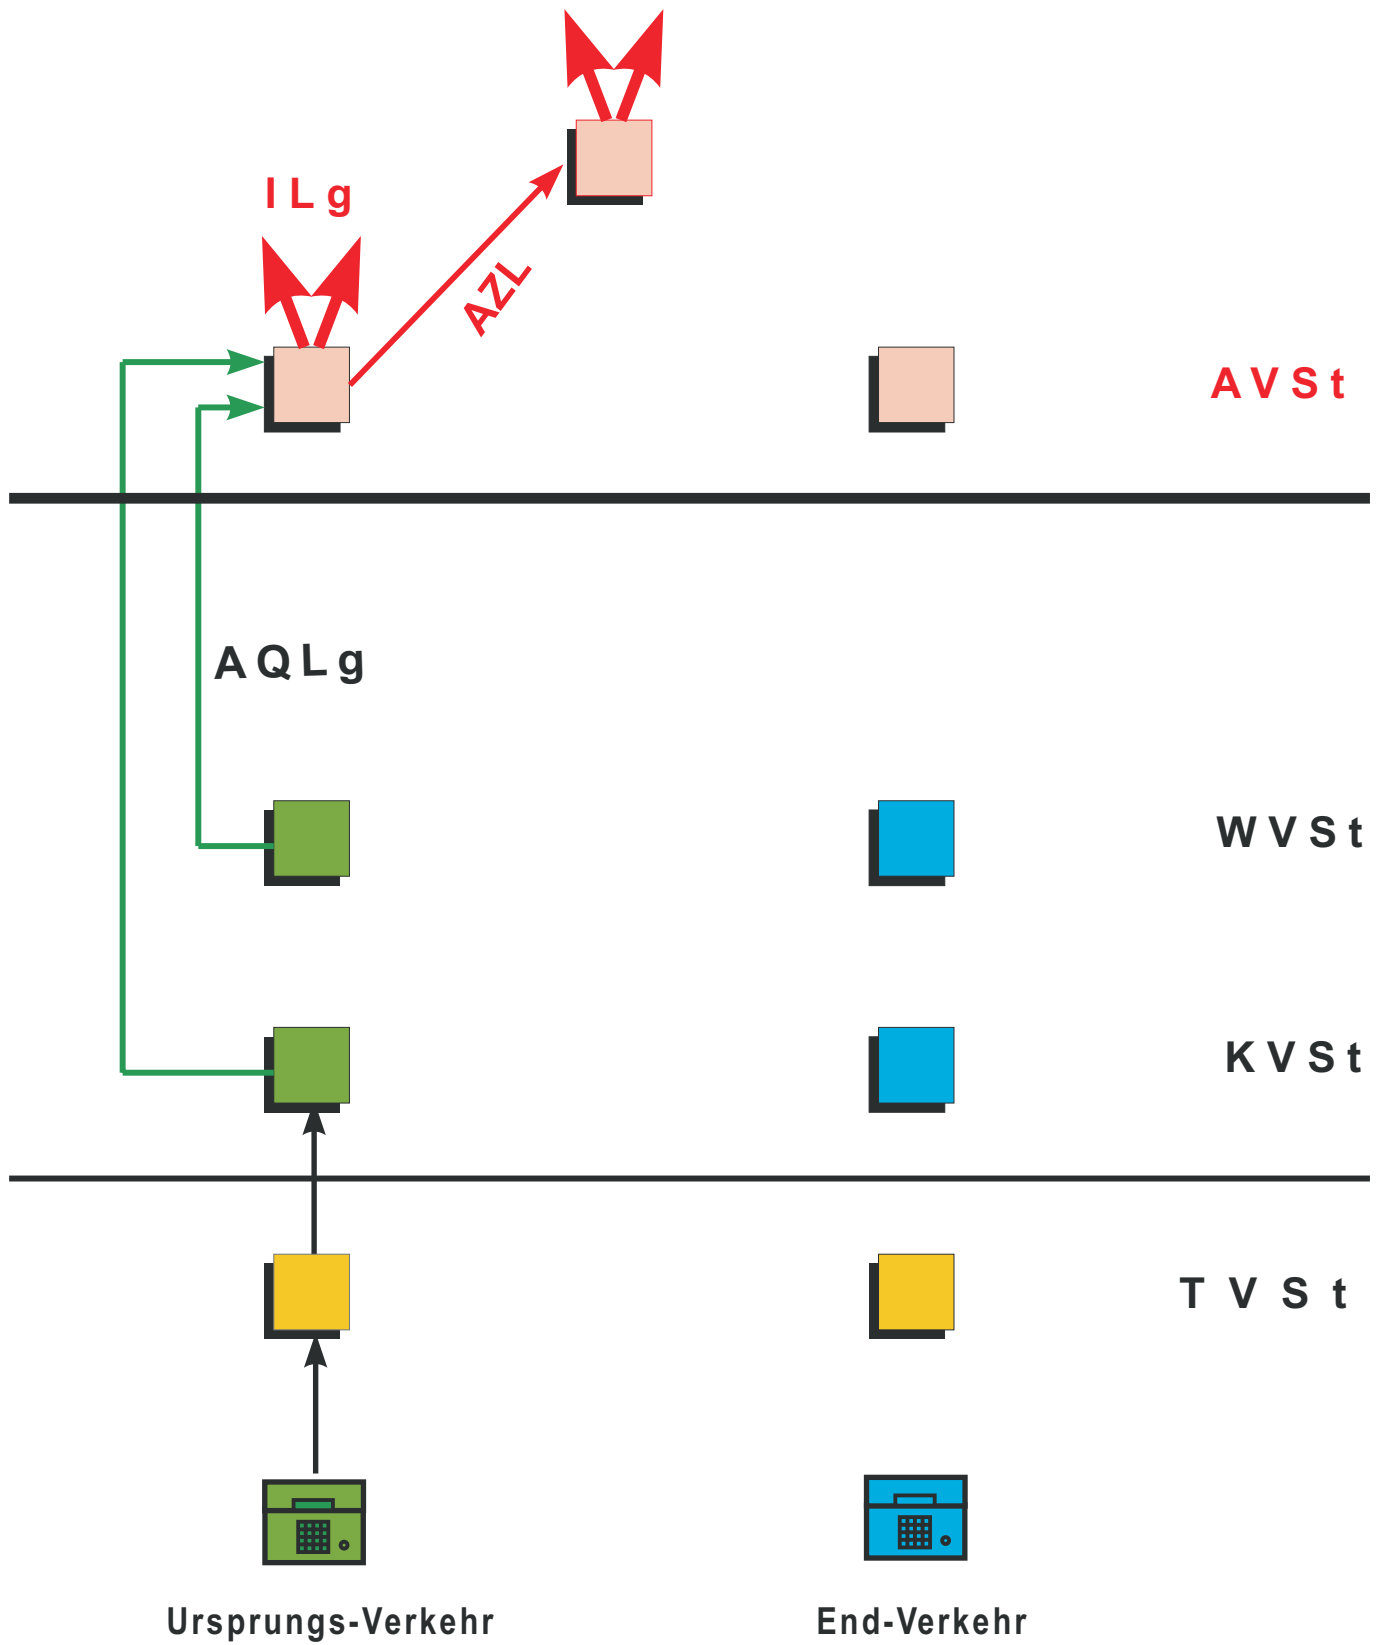 ILg
AZL
AVSt
AQLg
WVSt
KVSt
TVSt
Ursprungs-Verkehr
End-Verkehr